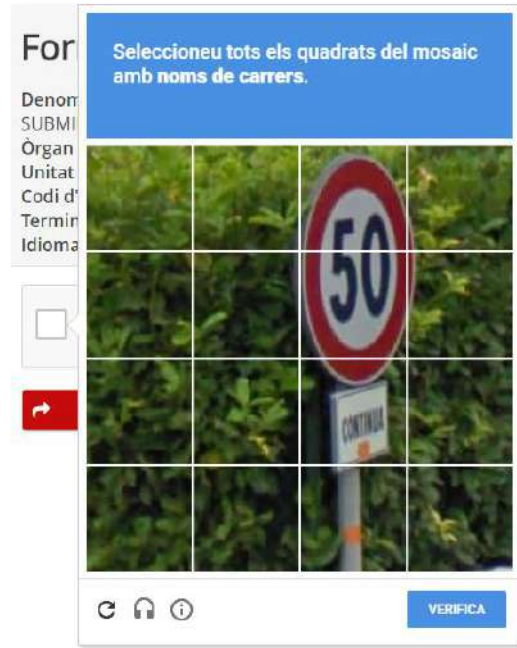 For
Seleccioneu tots els quadrats del mosaic
amb noms de carrers.
Denom
SUBMI
Òrgan
Unitat
Codi d'
Termin
Idioma
50
CONTINUA
VERIFICA